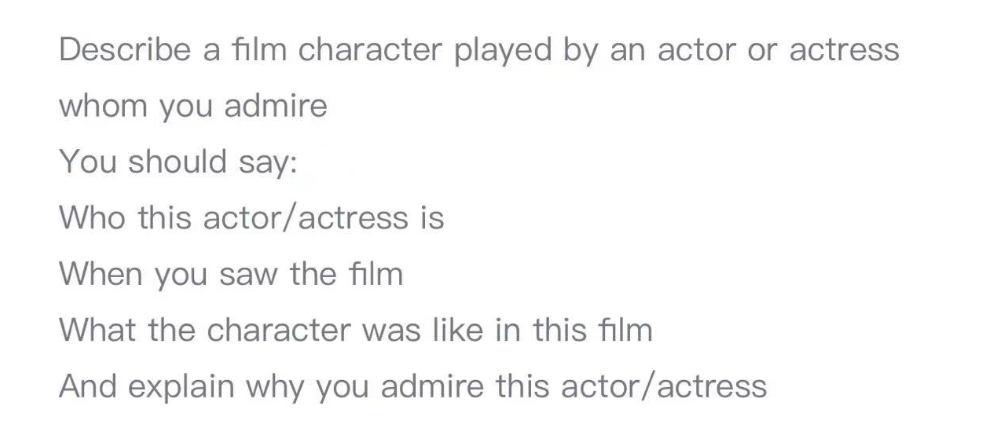 Describe a film character played by an actor or actress
whom you admire
You should say:
Who this actor/actress is
When you saw the film
What the character was like in this film
And explain why you admire this actor/actress